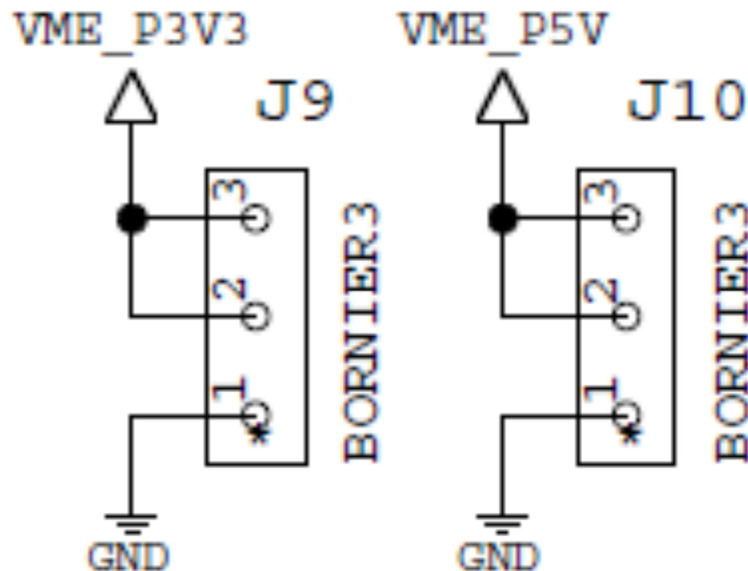 VME_P3V3
J9
3
2
1
*
BORNIER3
GND
VME_P5V
J10
3
2
1
*
BORNIER3
GND